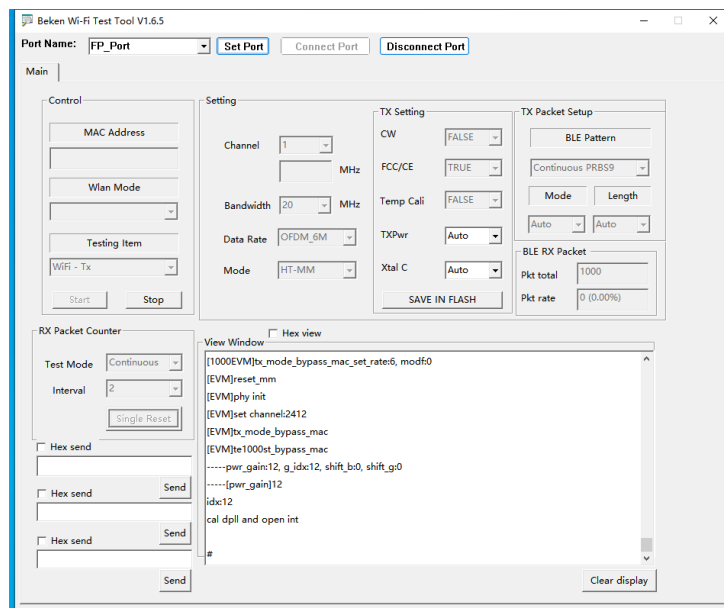 Beken Wi-Fi Test Tool V1.6.5
Port Name: FP_Port Set Port Connect Port Disconnect Port
Main
Control
MAC Address
Wlan Mode
Testing Item
WiFi - Tx
Start Stop
Setting
Channel 1
MHz
Bandwidth 20 MHz
Data Rate OFDM_6M
Mode HT-MM
TX Setting
CW FALSE
FCC/CE TRUE
Temp Cali FALSE
TXPwr Auto
Xtal C Auto
SAVE IN FLASH
TX Packet Setup
BLE Pattern
Continuous PRBS9
Mode Length
Auto Auto
BLE RX Packet
Pkt total 1000
Pkt rate 0 (0.00%)
RX Packet Counter
Test Mode Continuous
Interval 2
Single Reset
Hex send
Send
Hex send
Send
Hex send
Send
Hex view
View Window
[1000EVM]tx_mode_bypass_mac_set_rate:6, modf:0
[EVM]reset_mm
[EVM]phy init
[EVM]set channel:2412
[EVM]tx_mode_bypass_mac
[EVM]te1000st_bypass_mac
-----pwr_gain:12, g_idx:12, shift_b:0, shift_g:0
-----[pwr_gain]12
idx:12
cal dpll and open int
#
Clear display